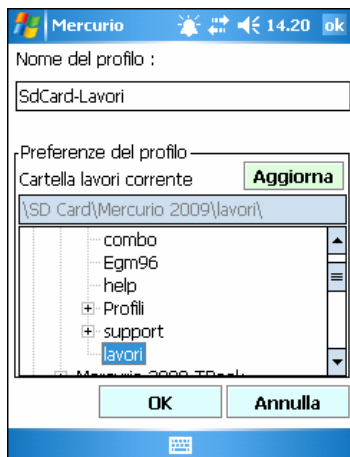 Mercurio 14.20 ok
Nome del profilo :
SdCard-Lavori
Preferenze del profilo
Cartella lavori corrente Aggiorna
\SD Card\Mercurio 2009\lavori\
combo
Egm96
help
Profili
support
lavori
OK Annulla